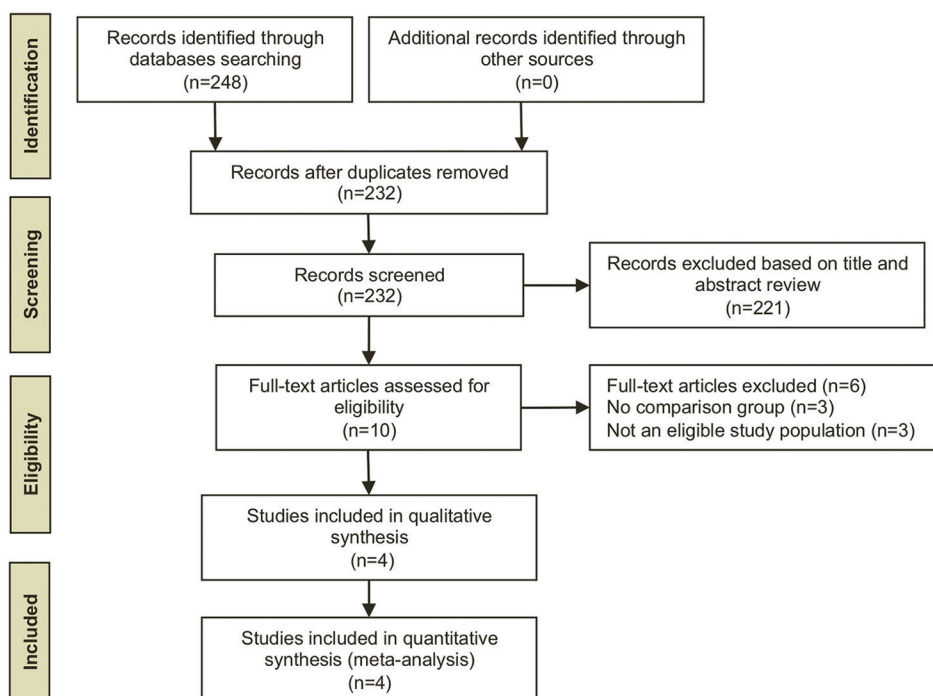 Identification
Records identified through
databases searching
(n=248)
Additional records identified through
other sources
(n=0)
Records after duplicates removed
(n=232)
Screening
Records screened
(n=232)
Records excluded based on title and
abstract review
(n=221)
Eligibility
Full-text articles assessed for
eligibility
(n=10)
Full-text articles excluded (n=6)
No comparison group (n=3)
Not an eligible study population (n=3)
Studies included in qualitative
synthesis
(n=4)
Included
Studies included in quantitative
synthesis (meta-analysis)
(n=4)